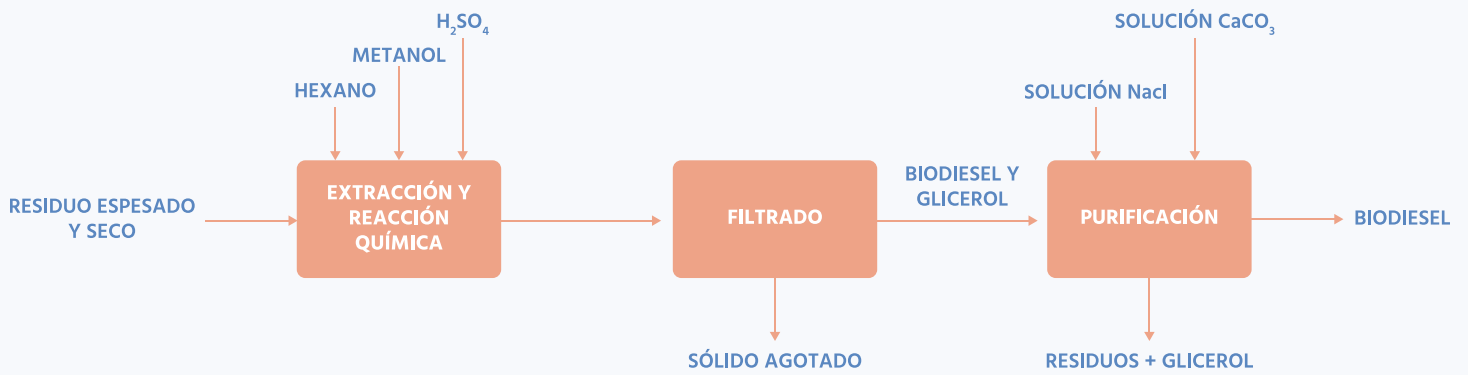 H₂SO₄
METANOL
HEXANO
SOLUCIÓN CaCO₃
SOLUCIÓN Nacl
RESIDUO ESPESADO
Y SECO
EXTRACCIÓN Y
REACCIÓN
QUÍMICA
FILTRADO
BIODIESEL Y
GLICEROL
PURIFICACIÓN
BIODIESEL
SÓLIDO AGOTADO
RESIDUOS + GLICEROL